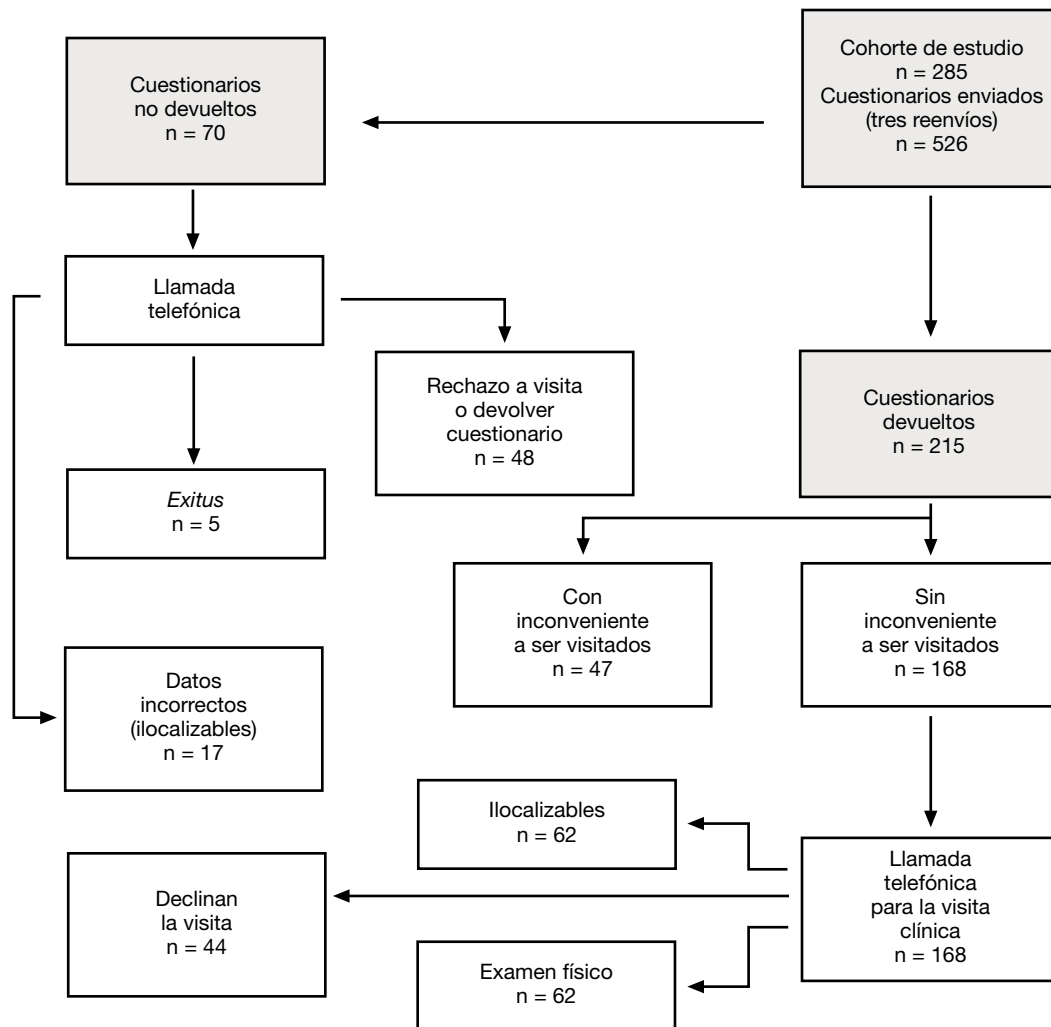 Cohorte de estudio
n = 285
Cuestionarios enviados
(tres reenvíos)
n = 526
Cuestionarios
no devueltos
n = 70
Llamada
telefónica
Rechazo a visita
o devolver
cuestionario
n = 48
Cuestionarios
devueltos
n = 215
Exitus
n = 5
Con
inconveniente
a ser visitados
n = 47
Sin
inconveniente
a ser visitados
n = 168
Datos
incorrectos
(ilocalizables)
n = 17
Ilocalizables
n = 62
Llamada
telefónica
para la visita
clínica
n = 168
Declinan
la visita
n = 44
Examen físico
n = 62